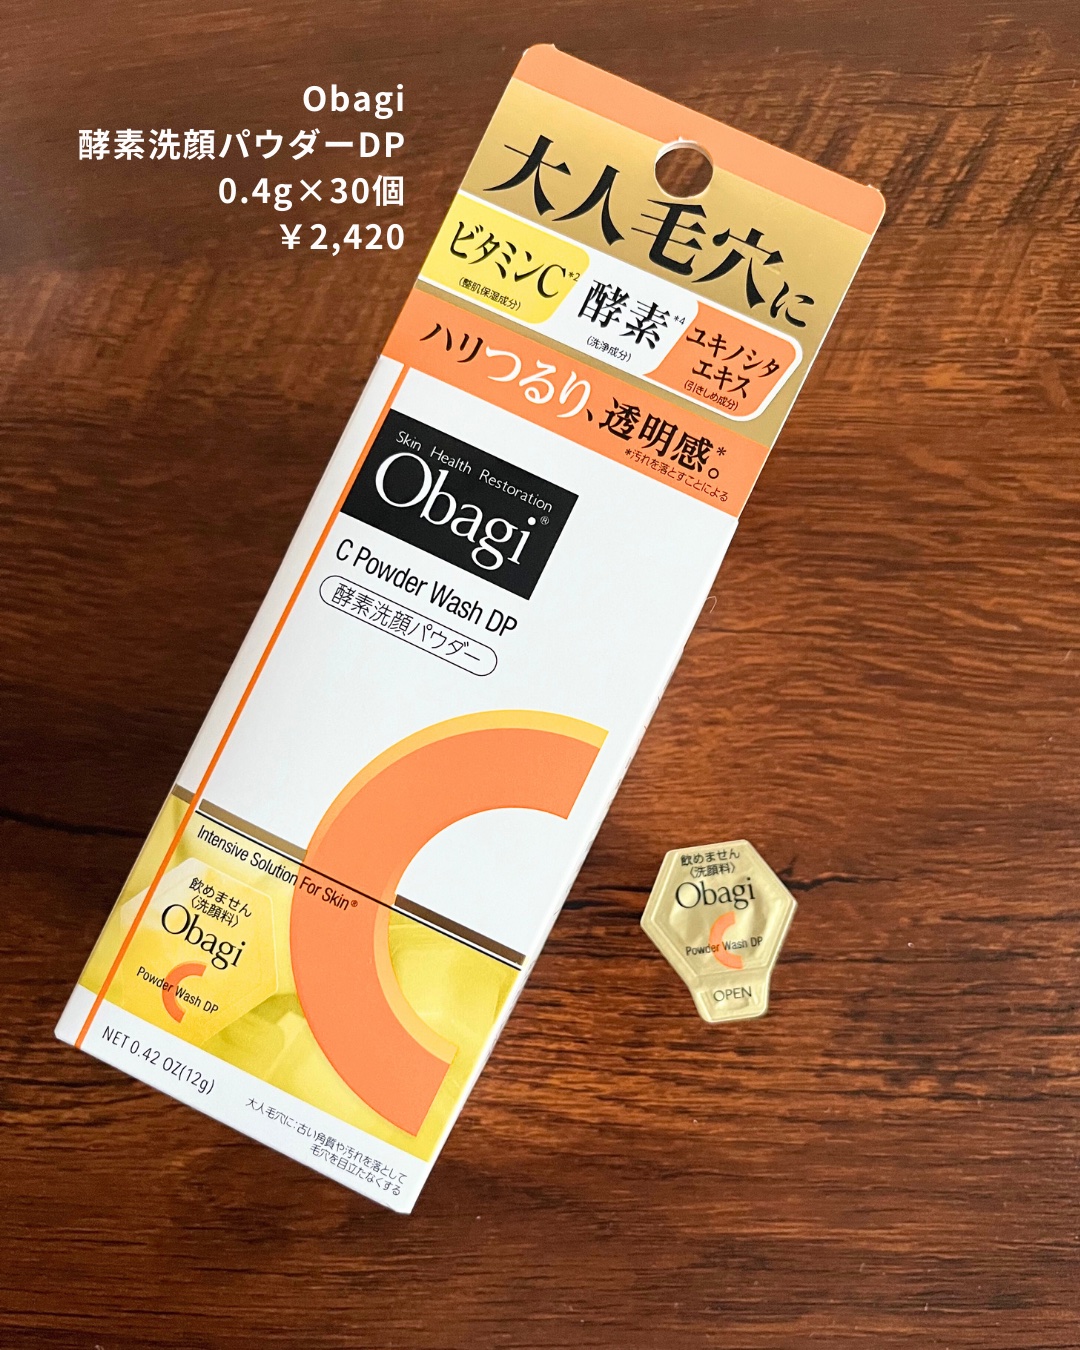 Obagi
酵素洗顔パウダーDP
0.4g×30個
￥2,420
大人毛穴に
ビタミンC*2
(整肌保湿成分)
酵素*4
(洗浄成分)
ユキノシタ
エキス
(引きしめ成分)
ハリつるり、透明感。*
*汚れを落とすことによる
Skin Health Restoration
Obagi®
C Powder Wash DP
酵素洗顔パウダー
Intensive Solution For Skin®
飲めません
〈洗顔料〉
Obagi
C
Powder Wash DP
NET 0.42 OZ(12g)
大人毛穴に:古い角質や汚れを落として
毛穴を目立たなくする
飲めません
〈洗顔料〉
Obagi
C
Powder Wash DP
OPEN